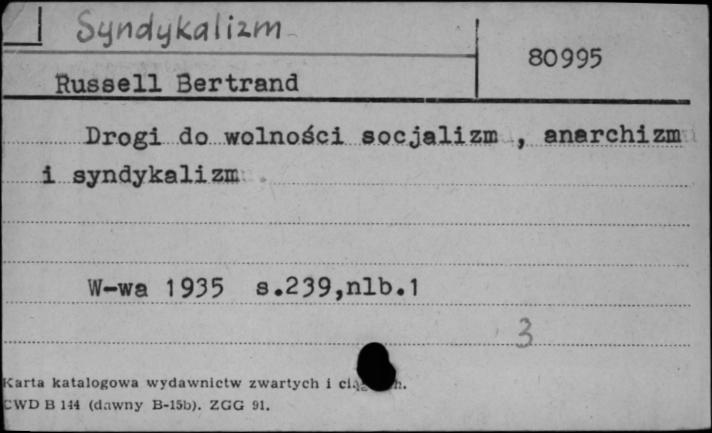 Syndykalizm
80995
Russell Bertrand
Drogi do wolności socjalizm , anarchizm
i syndykalizm .
W-wa 1935 s.239,nlb.1
3
Karta katalogowa wydawnictw zwartych i
CWD B 144 (dawny B-15b). ZGG 91.